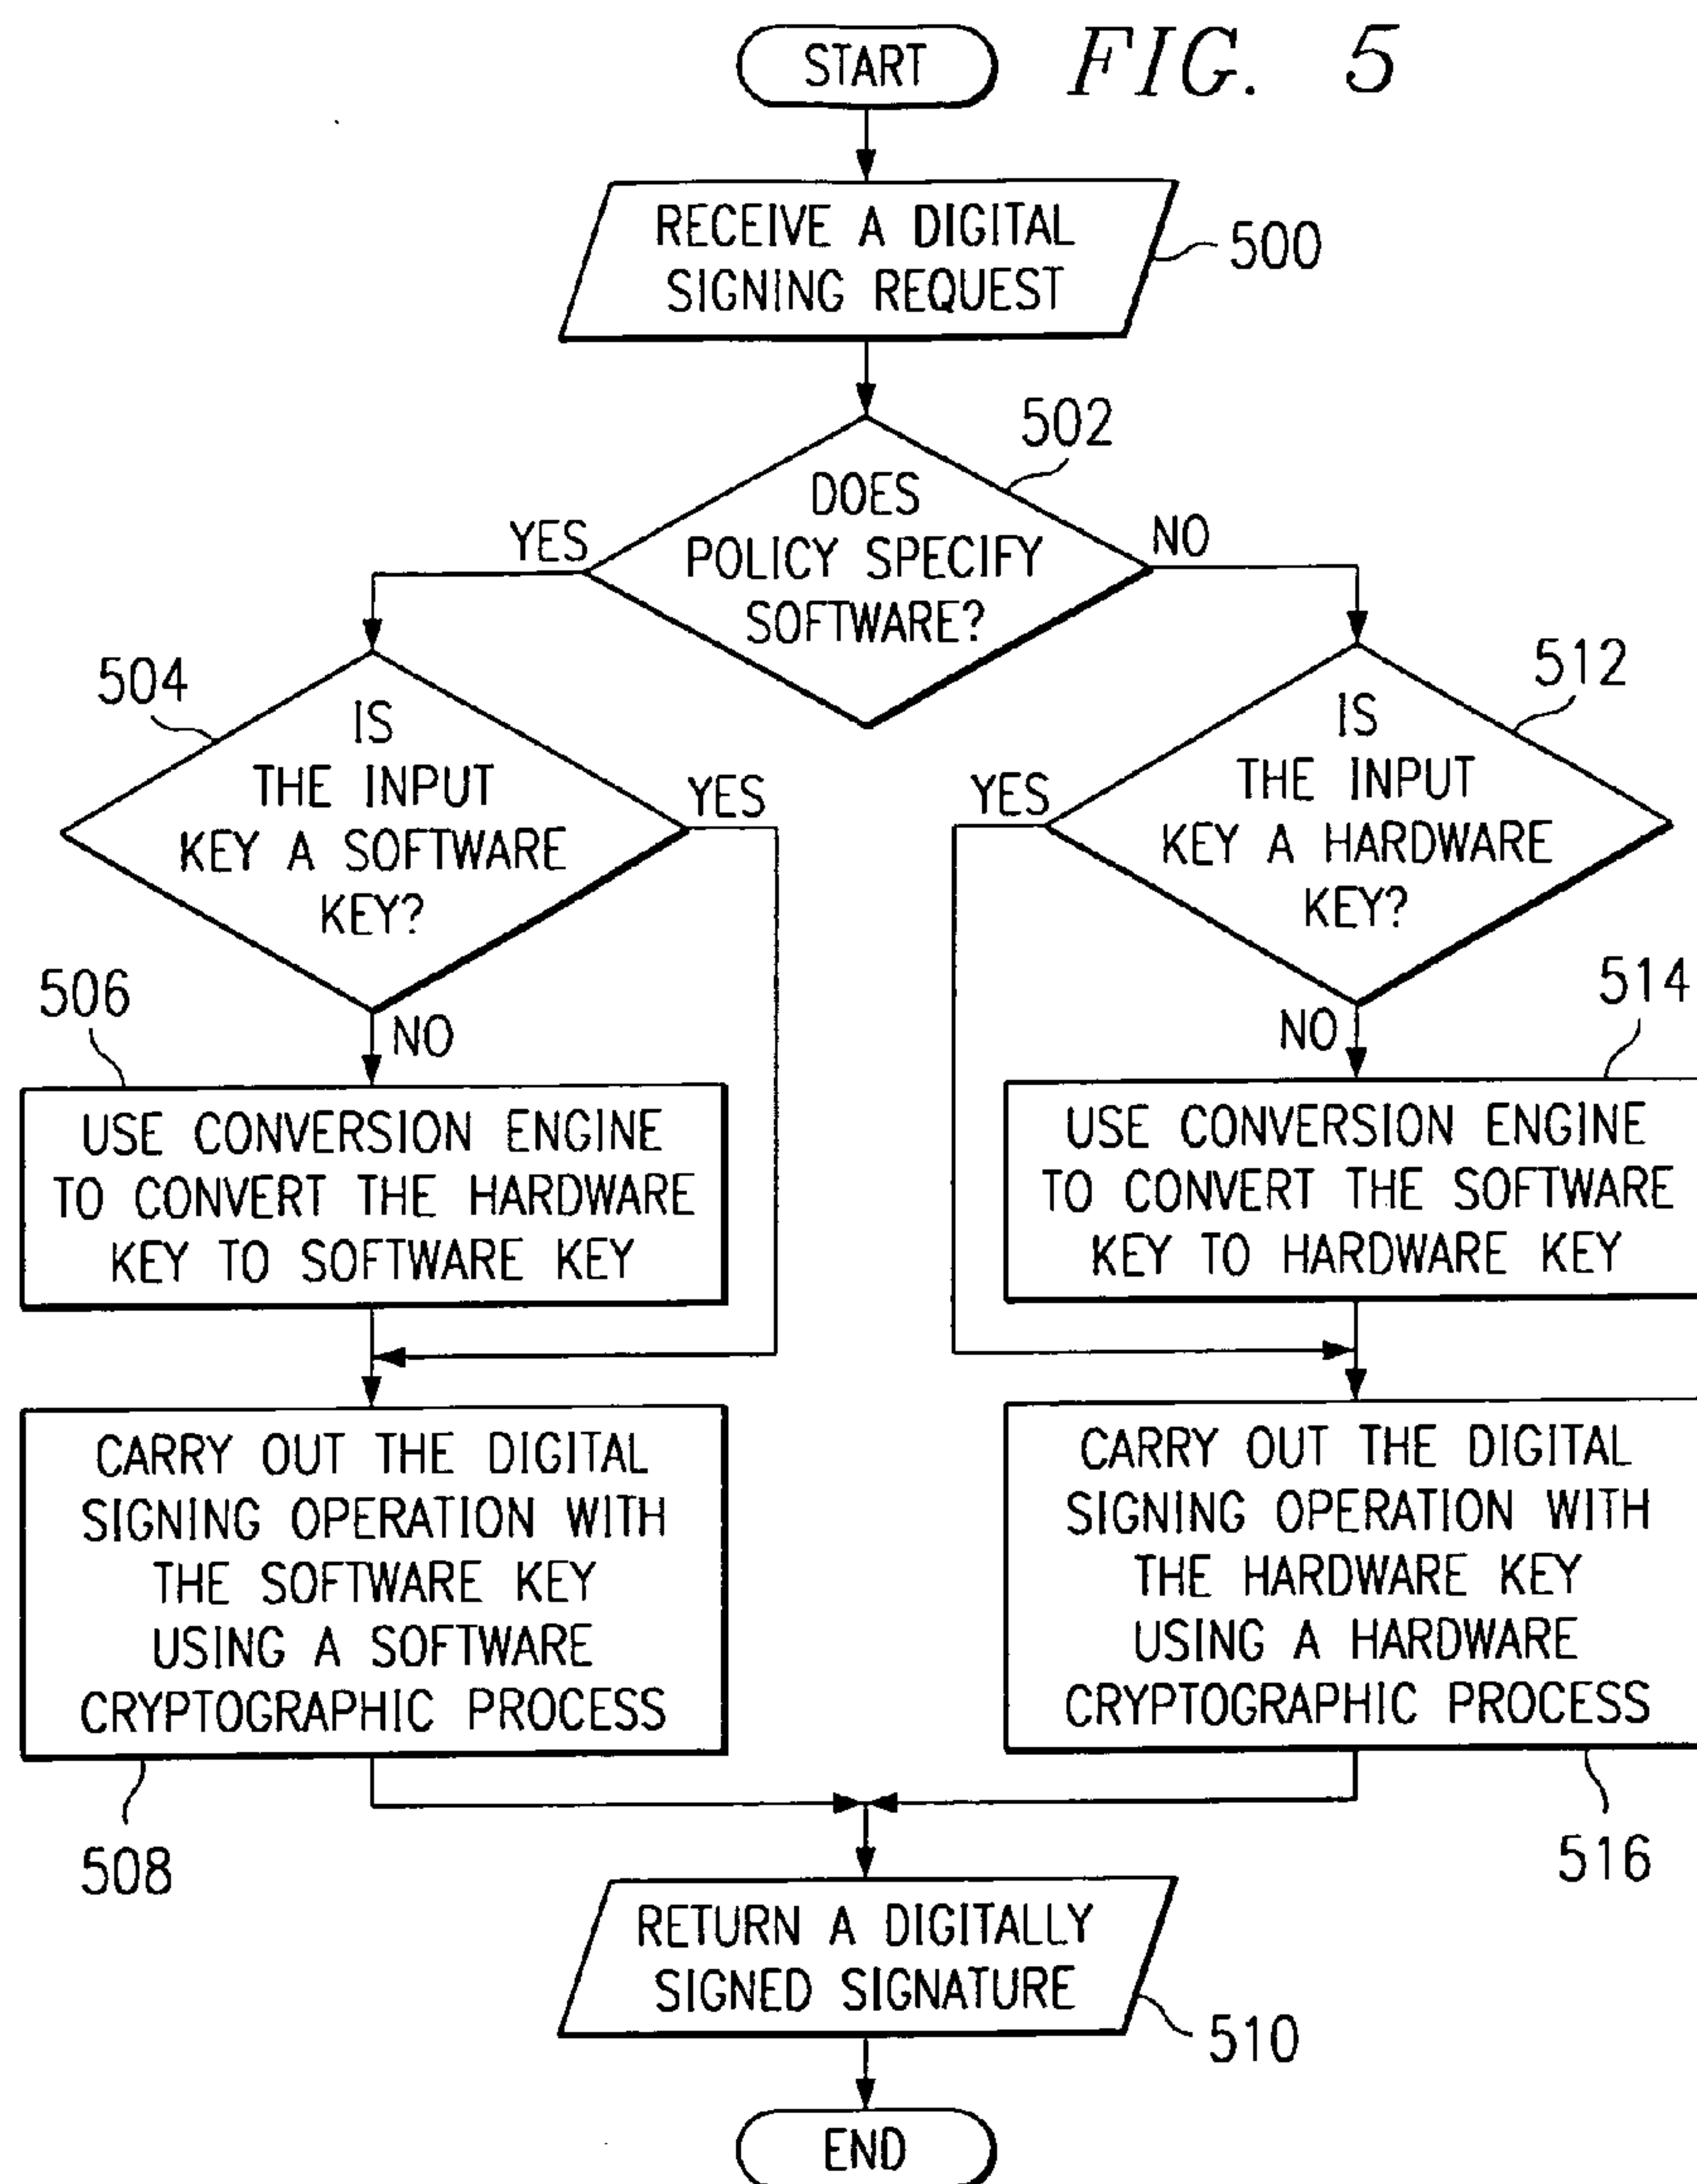 START
FIG. 5
RECEIVE A DIGITAL
SIGNING REQUEST
500
502
DOES
POLICY SPECIFY
SOFTWARE?
YES
NO
504
IS
THE INPUT
KEY A SOFTWARE
KEY?
YES
NO
512
IS
THE INPUT
KEY A HARDWARE
KEY?
YES
NO
506
USE CONVERSION ENGINE
TO CONVERT THE HARDWARE
KEY TO SOFTWARE KEY
514
USE CONVERSION ENGINE
TO CONVERT THE SOFTWARE
KEY TO HARDWARE KEY
CARRY OUT THE DIGITAL
SIGNING OPERATION WITH
THE SOFTWARE KEY
USING A SOFTWARE
CRYPTOGRAPHIC PROCESS
508
CARRY OUT THE DIGITAL
SIGNING OPERATION WITH
THE HARDWARE KEY
USING A HARDWARE
CRYPTOGRAPHIC PROCESS
516
RETURN A DIGITALLY
SIGNED SIGNATURE
510
END